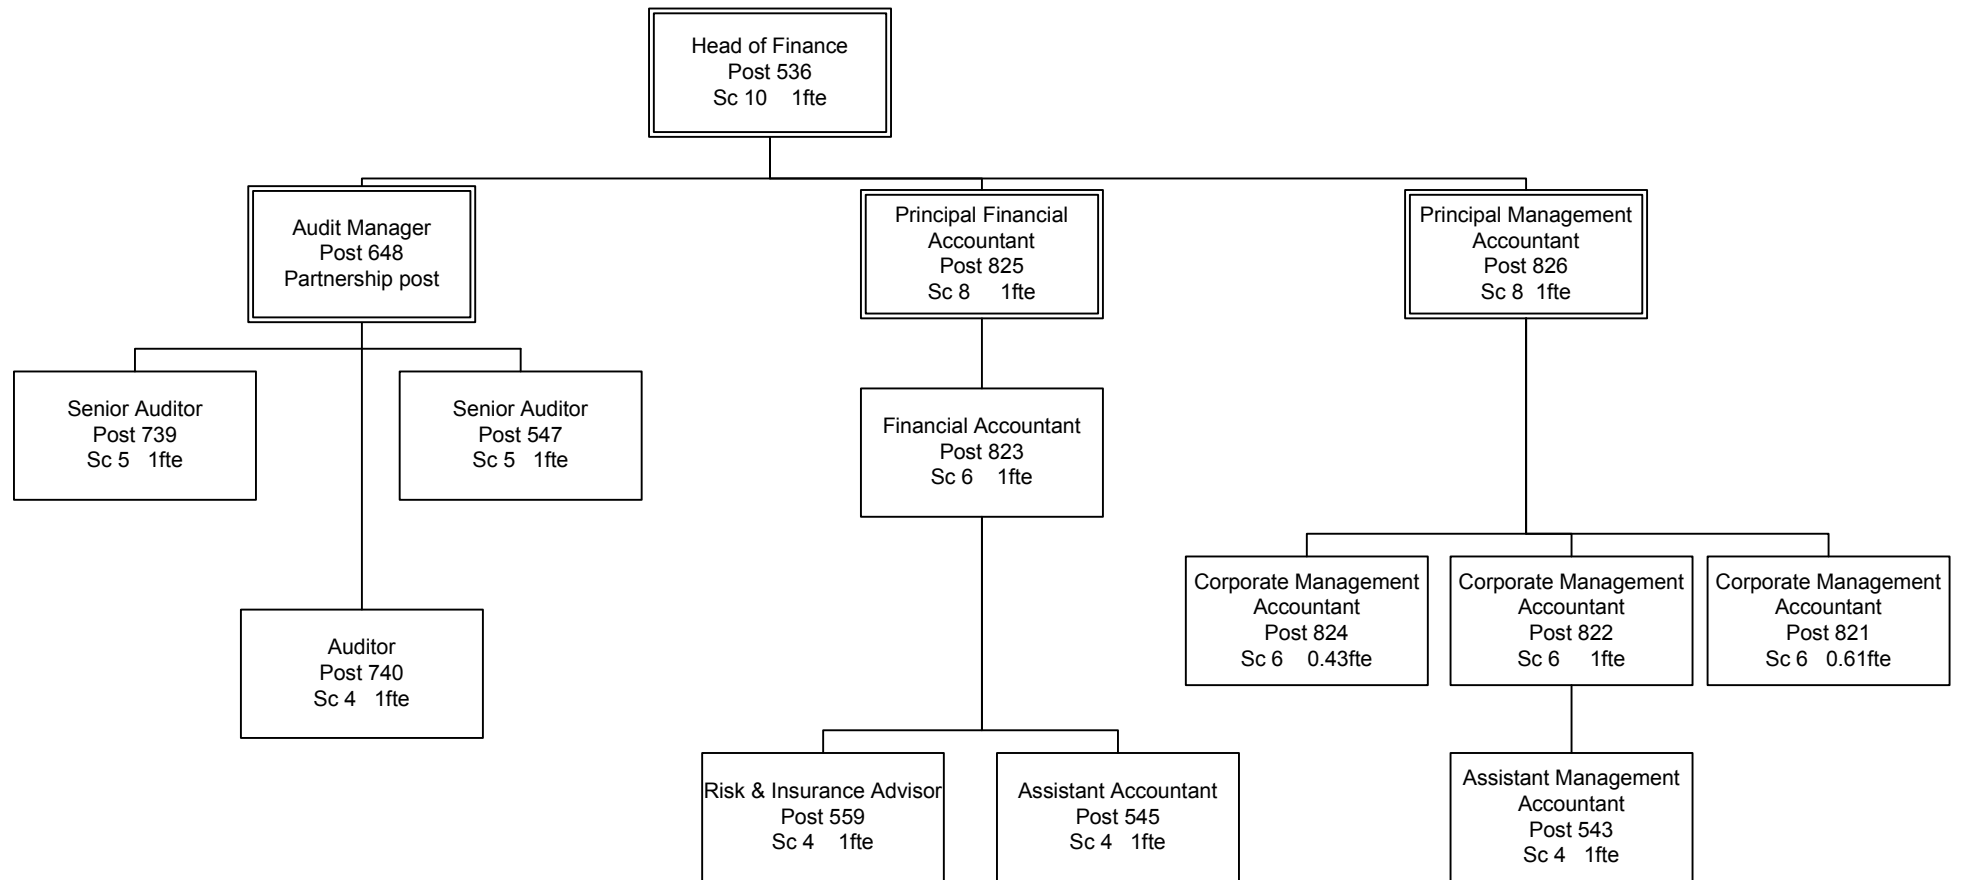 Head of Finance
Post 536
Sc 10 1fte
Audit Manager
Post 648
Partnership post
Principal Financial
Accountant
Post 825
Sc 8 1fte
Principal Management
Accountant
Post 826
Sc 8 1fte
Senior Auditor
Post 739
Sc 5 1fte
Senior Auditor
Post 547
Sc 5 1fte
Financial Accountant
Post 823
Sc 6 1fte
Auditor
Post 740
Sc 4 1fte
Corporate Management
Accountant
Post 824
Sc 6 0.43fte
Corporate Management
Accountant
Post 822
Sc 6 1fte
Corporate Management
Accountant
Post 821
Sc 6 0.61fte
Risk & Insurance Advisor
Post 559
Sc 4 1fte
Assistant Accountant
Post 545
Sc 4 1fte
Assistant Management
Accountant
Post 543
Sc 4 1fte